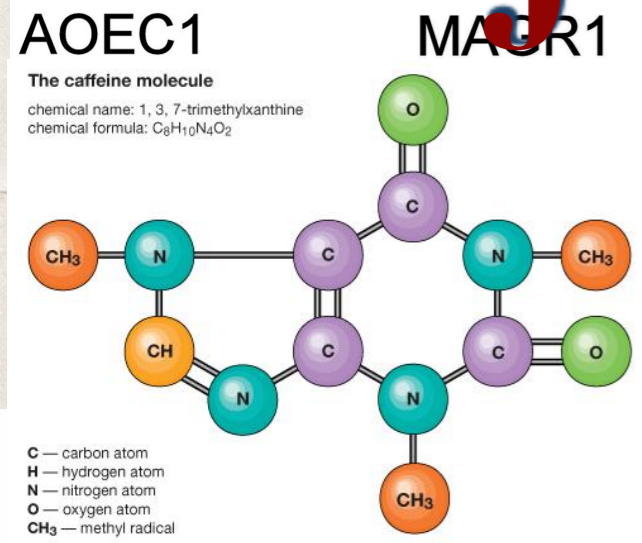 AOEC1 MAGR1
The caffeine molecule
chemical name: 1, 3, 7-trimethylxanthine
chemical formula: C₈H₁₀N₄O₂
O
C
CH₃ N C N CH₃
CH C C O
N N
CH₃
C — carbon atom
H — hydrogen atom
N — nitrogen atom
O — oxygen atom
CH₃ — methyl radical